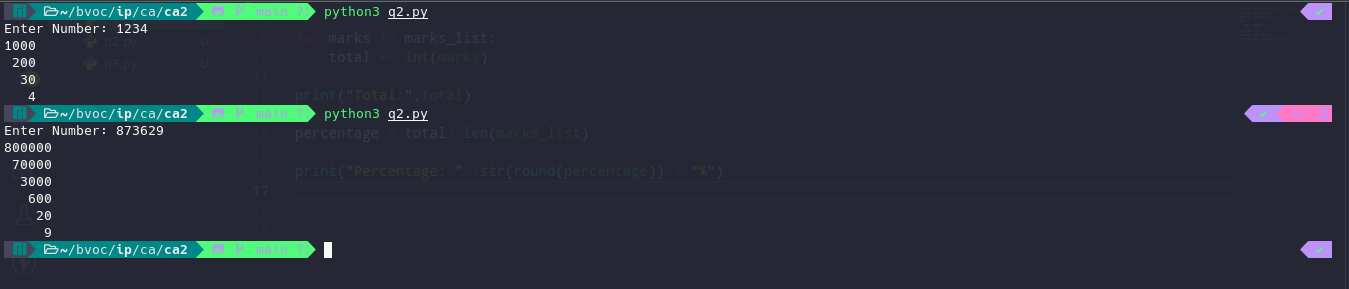 ~/bvoc/ip/ca/ca2 main ?2 python3 q2.py
Enter Number: 1234
1000
 200
  30
   4
~/bvoc/ip/ca/ca2 main ?2 python3 q2.py
Enter Number: 873629
800000
 70000
  3000
   600
    20
     9
~/bvoc/ip/ca/ca2 main ?2
q2.py U
q3.py U
for marks in marks_list:
total += int(marks)
print("Total:",total)
percentage = total/ len(marks_list)
print("Percentage: " +str(round(percentage)) + "%")
17